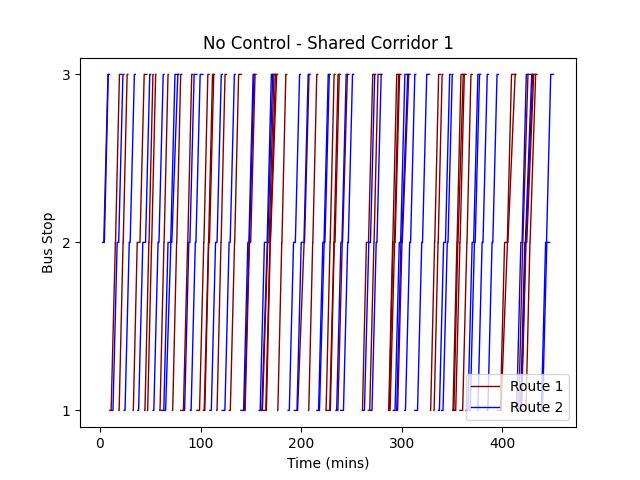 No Control - Shared Corridor 1
3
2
1
Bus Stop
0
100
200
300
400
Time (mins)
Route 1
Route 2